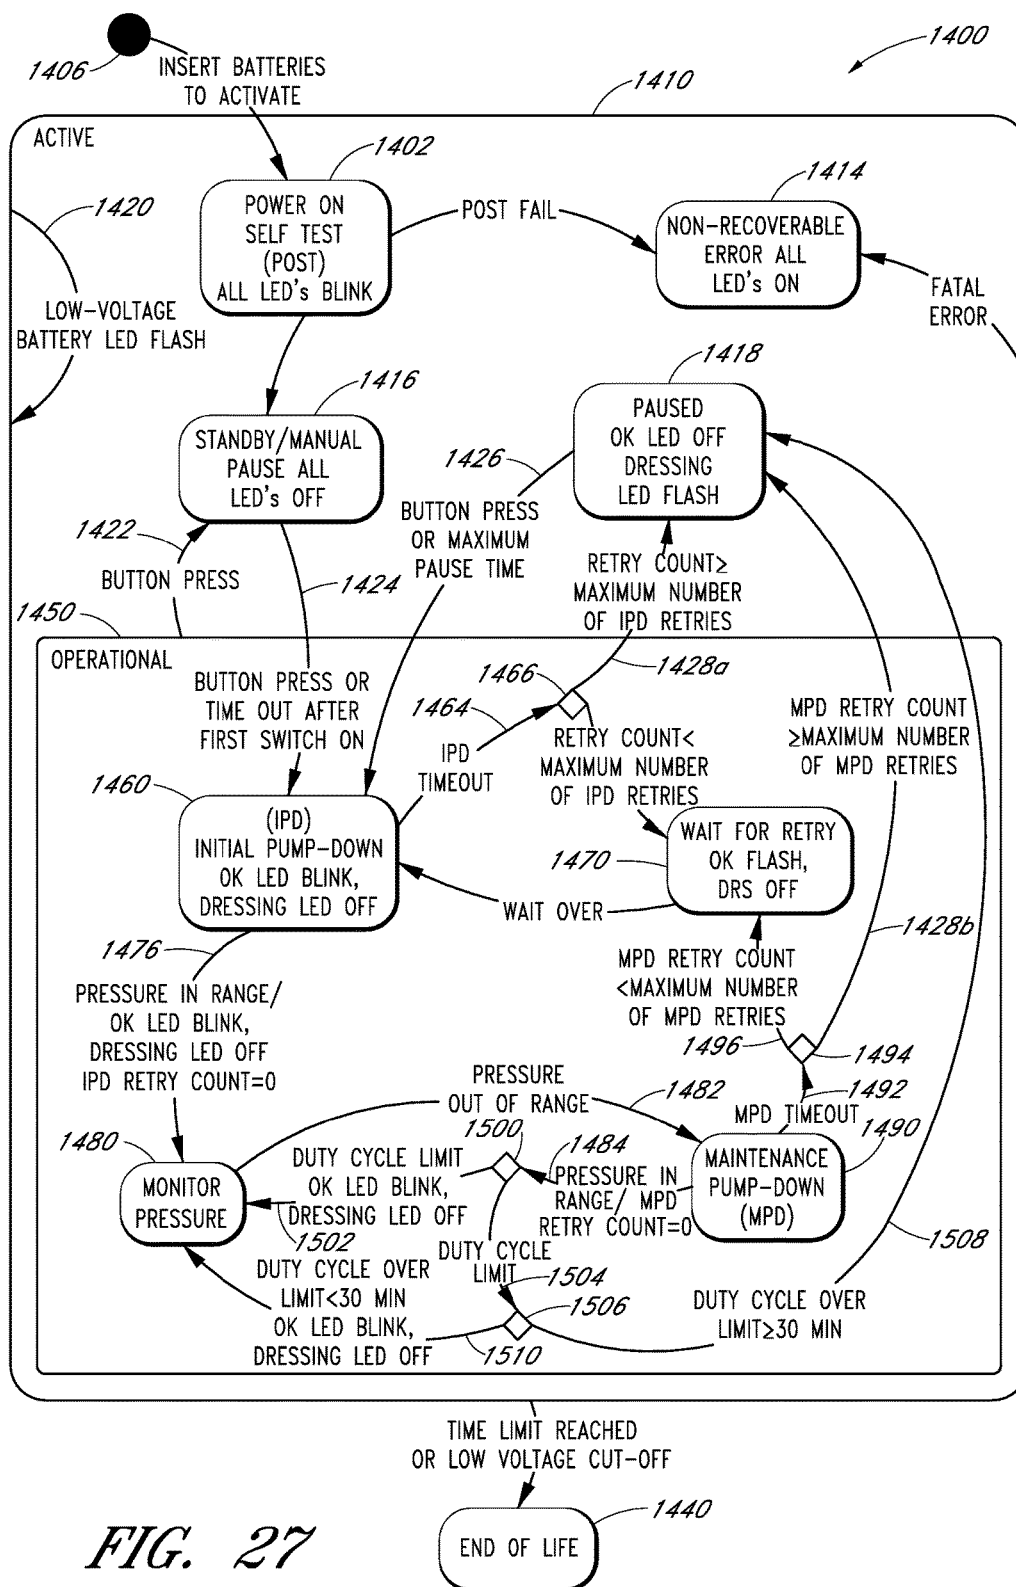 1400
1406
INSERT BATTERIES
TO ACTIVATE
1410
ACTIVE
1402
POWER ON
SELF TEST
(POST)
ALL LED's BLINK
POST FAIL
1414
NON-RECOVERABLE
ERROR ALL
LED's ON
1420
LOW-VOLTAGE
BATTERY LED FLASH
FATAL
ERROR
1416
STANDBY/MANUAL
PAUSE ALL
LED's OFF
1418
PAUSED
OK LED OFF
DRESSING
LED FLASH
1426
BUTTON PRESS
OR MAXIMUM
PAUSE TIME
1422
BUTTON PRESS
1424
RETRY COUNT≥
MAXIMUM NUMBER
OF IPD RETRIES
1450
OPERATIONAL
BUTTON PRESS OR
TIME OUT AFTER
FIRST SWITCH ON
1466
1428a
1464
IPD
TIMEOUT
RETRY COUNT<
MAXIMUM NUMBER
OF IPD RETRIES
MPD RETRY COUNT
≥MAXIMUM NUMBER
OF MPD RETRIES
1460
(IPD)
INITIAL PUMP-DOWN
OK LED BLINK,
DRESSING LED OFF
1470
WAIT FOR RETRY
OK FLASH,
DRS OFF
WAIT OVER
1476
PRESSURE IN RANGE/
OK LED BLINK,
DRESSING LED OFF
IPD RETRY COUNT=0
MPD RETRY COUNT
<MAXIMUM NUMBER
OF MPD RETRIES
1428b
1496
1494
PRESSURE
OUT OF RANGE
1482
1492
MPD TIMEOUT
1490
1480
MONITOR
PRESSURE
1500
1484
DUTY CYCLE LIMIT
OK LED BLINK,
DRESSING LED OFF
PRESSURE IN
RANGE/ MPD
RETRY COUNT=0
MAINTENANCE
PUMP-DOWN
(MPD)
1502
DUTY CYCLE
LIMIT
1508
DUTY CYCLE OVER
LIMIT<30 MIN
OK LED BLINK,
DRESSING LED OFF
1504
1506
1510
DUTY CYCLE OVER
LIMIT≥30 MIN
TIME LIMIT REACHED
OR LOW VOLTAGE CUT-OFF
1440
END OF LIFE
FIG. 27